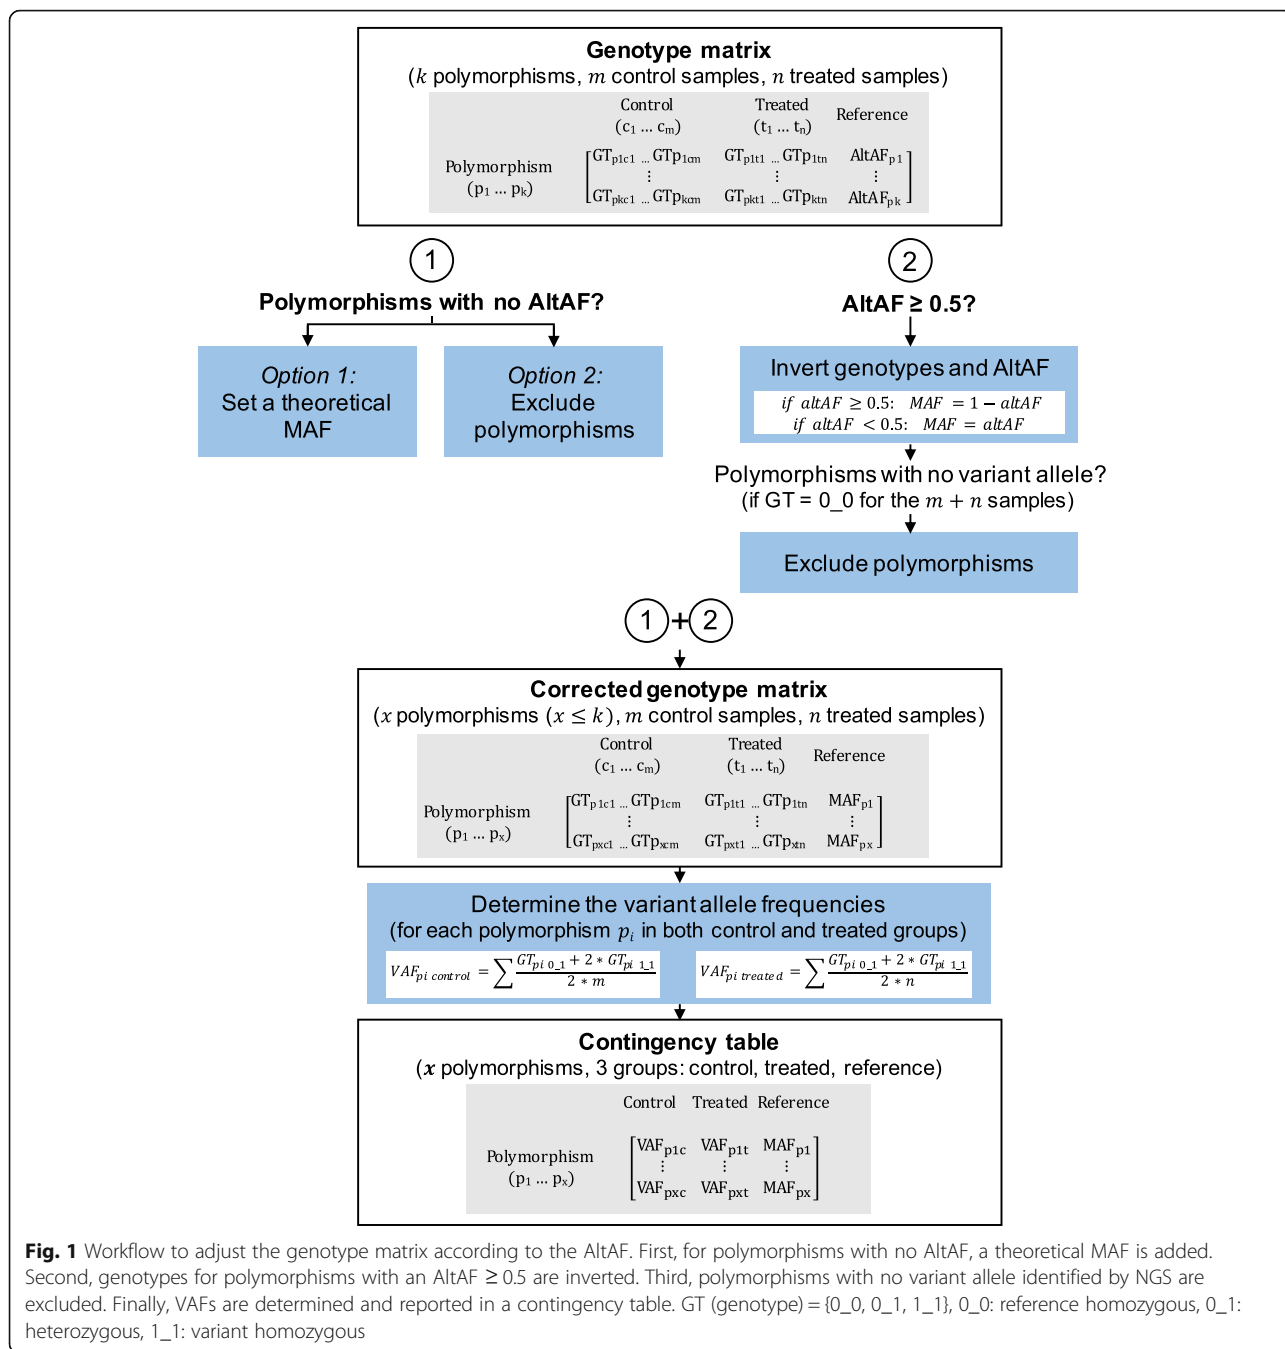 Genotype matrix
(k polymorphisms, m control samples, n treated samples)
Control Treated Reference
(c1 ... cm) (t1 ... tn)
Polymorphism
(p1 ... pk)
GTp1c1 ... GTp1cm GTp1t1 ... GTp1tn AltAFp1
⋮ ⋮ ⋮
GTpkc1 ... GTpkcm GTpkt1 ... GTpktn AltAFpk
1
Polymorphisms with no AltAF?
Option 1:
Set a theoretical
MAF
Option 2:
Exclude
polymorphisms
2
AltAF ≥ 0.5?
Invert genotypes and AltAF
if altAF ≥ 0.5: MAF = 1 − altAF
if altAF < 0.5: MAF = altAF
Polymorphisms with no variant allele?
(if GT = 0_0 for the m + n samples)
Exclude polymorphisms
1+2
Corrected genotype matrix
(x polymorphisms (x ≤ k), m control samples, n treated samples)
Control Treated Reference
(c1 ... cm) (t1 ... tn)
Polymorphism
(p1 ... px)
GTp1c1 ... GTp1cm GTp1t1 ... GTp1tn MAFp1
⋮ ⋮ ⋮
GTpxc1 ... GTpxcm GTpxt1 ... GTpxtn MAFpx
Determine the variant allele frequencies
(for each polymorphism pi in both control and treated groups)
VAFpi control = ∑ (GTpi 0_1 + 2 * GTpi 1_1) / (2 * m)
VAFpi treated = ∑ (GTpi 0_1 + 2 * GTpi 1_1) / (2 * n)
Contingency table
(x polymorphisms, 3 groups: control, treated, reference)
Control Treated Reference
Polymorphism
(p1 ... px)
VAFp1c VAFp1t MAFp1
⋮ ⋮ ⋮
VAFpxc VAFpxt MAFpx
Fig. 1 Workflow to adjust the genotype matrix according to the AltAF. First, for polymorphisms with no AltAF, a theoretical MAF is added.
Second, genotypes for polymorphisms with an AltAF ≥ 0.5 are inverted. Third, polymorphisms with no variant allele identified by NGS are
excluded. Finally, VAFs are determined and reported in a contingency table. GT (genotype) = {0_0, 0_1, 1_1}, 0_0: reference homozygous, 0_1:
heterozygous, 1_1: variant homozygous